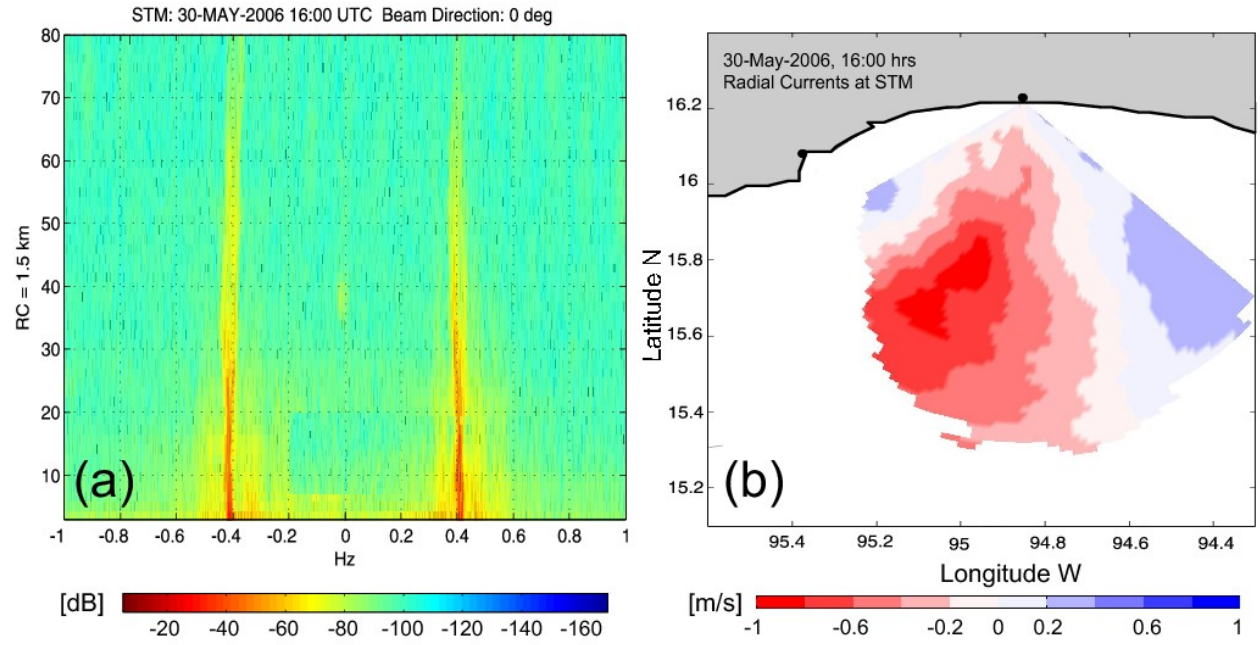 STM: 30-MAY-2006 16:00 UTC Beam Direction: 0 deg
80
70
60
50
40
30
20
10
RC = 1.5 km
(a)
-1 -0.8 -0.6 -0.4 -0.2 0 0.2 0.4 0.6 0.8 1
Hz
[dB]
-20 -40 -60 -80 -100 -120 -140 -160
30-May-2006, 16:00 hrs
Radial Currents at STM
16.2
16
15.8
15.6
15.4
15.2
Latitude N
(b)
95.4 95.2 95 94.8 94.6 94.4
Longitude W
[m/s]
-1 -0.6 -0.2 0 0.2 0.6 1